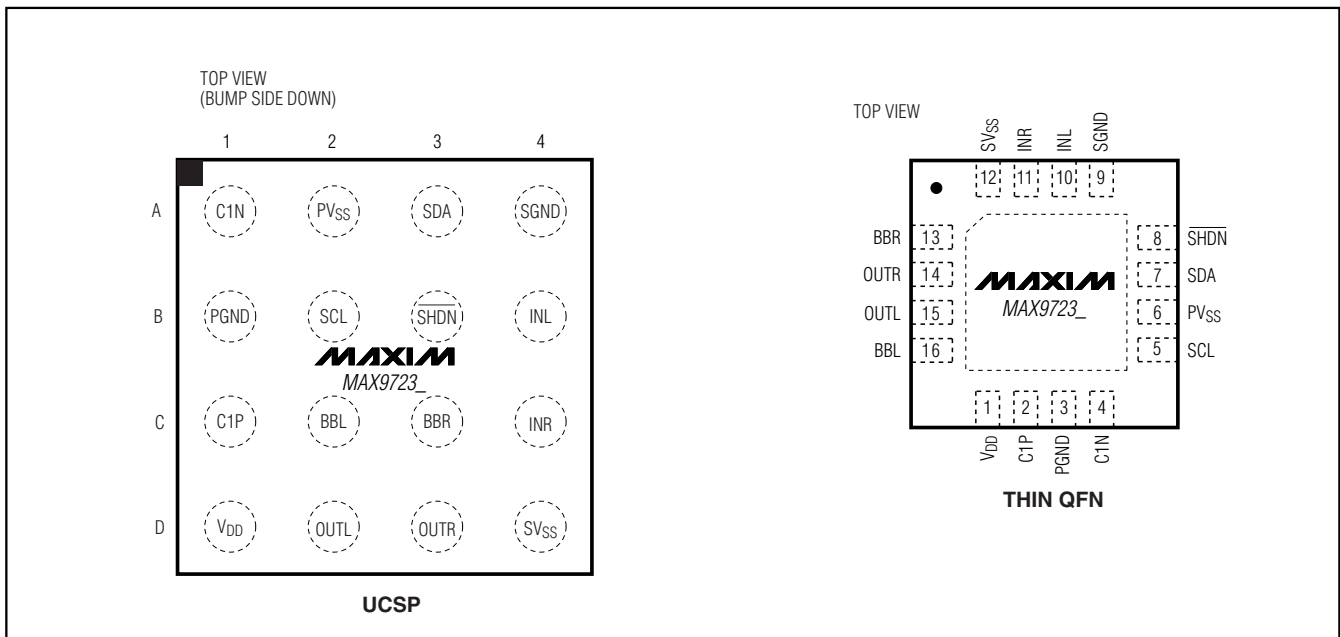 TOP VIEW
(BUMP SIDE DOWN)
1 2 3 4
A C1N PVSS SDA SGND
B PGND SCL SHDN INL
MAXIM
MAX9723_
C C1P BBL BBR INR
D VDD OUTL OUTR SVSS
UCSP
TOP VIEW
SVSS INR INL SGND
12 11 10 9
BBR 13 8 SHDN
OUTR 14 7 SDA
OUTL 15 6 PVSS
BBL 16 5 SCL
MAXIM
MAX9723_
1 2 3 4
VDD C1P PGND C1N
THIN QFN